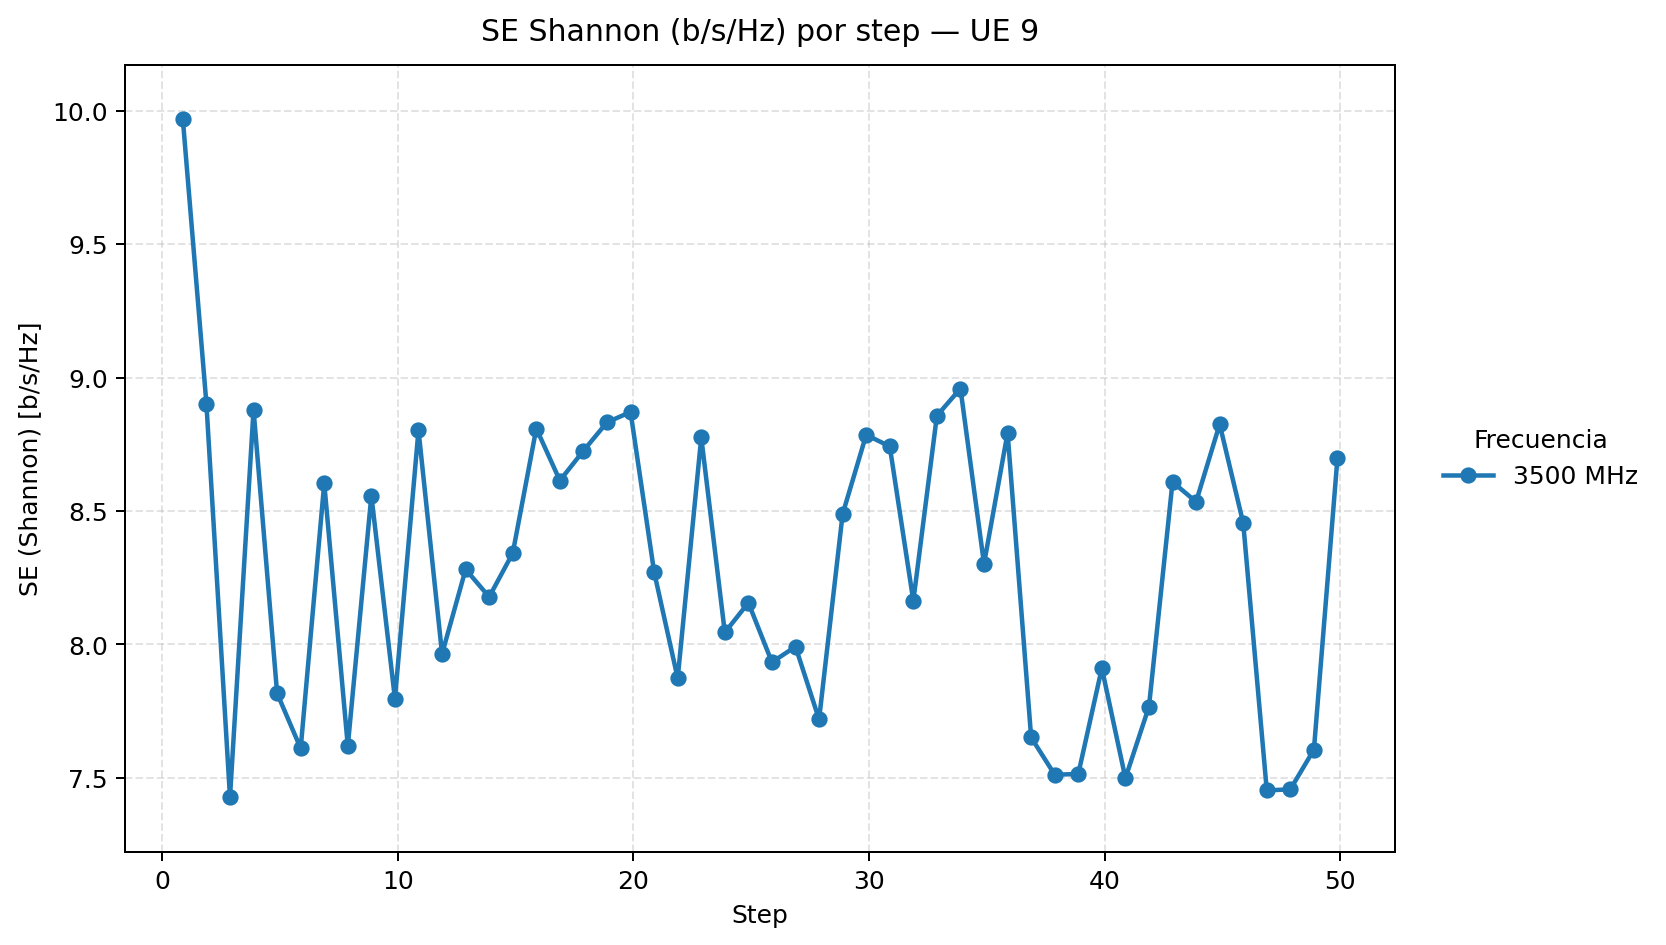 SE Shannon (b/s/Hz) por step — UE 9
SE (Shannon) [b/s/Hz]
10.0
9.5
9.0
8.5
8.0
7.5
0 10 20 30 40 50
Step
Frecuencia
3500 MHz